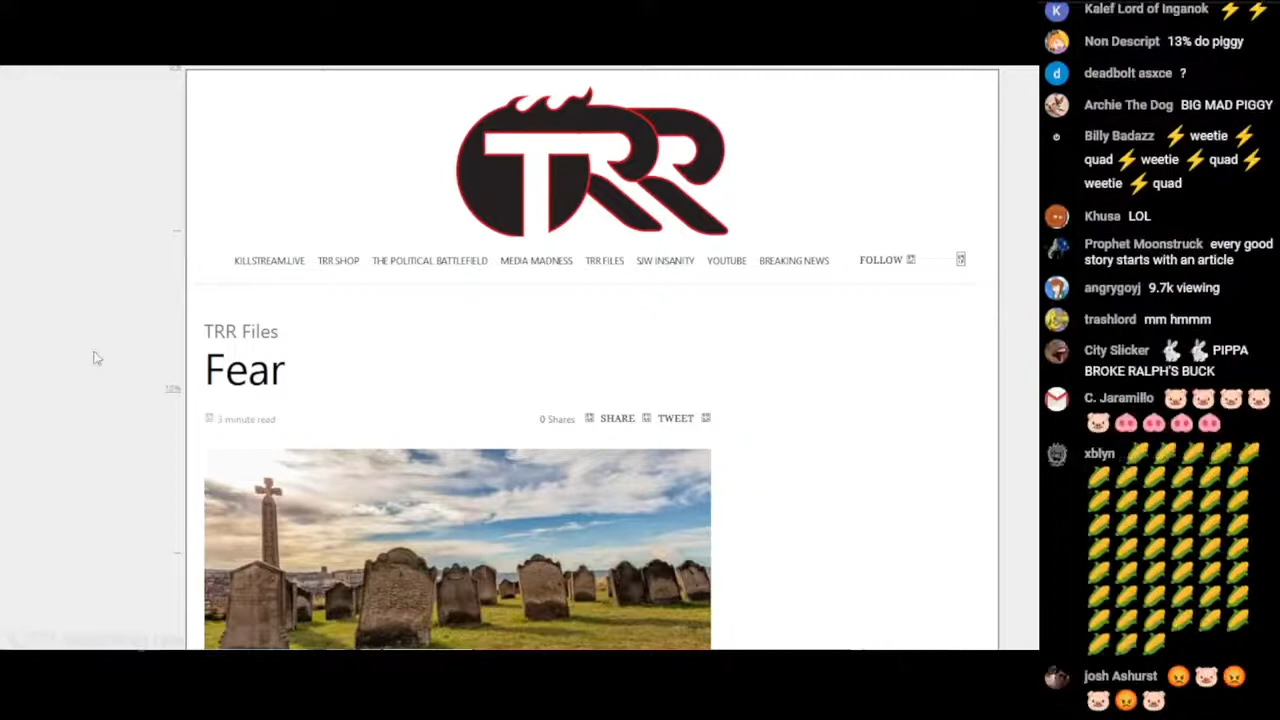 TRR
KILLSTREAM.LIVE TRR SHOP THE POLITICAL BATTLEFIELD MEDIA MADNESS TRR FILES SJW INSANITY YOUTUBE BREAKING NEWS FOLLOW
TRR Files
Fear
3 minute read 0 Shares SHARE TWEET
Kalef Lord of Inganok ⚡ ⚡
Non Descript 13% do piggy
deadbolt asxce ?
Archie The Dog BIG MAD PIGGY
Billy Badazz ⚡ weetie ⚡
quad ⚡ weetie ⚡ quad ⚡
weetie ⚡ quad
Khusa LOL
Prophet Moonstruck every good
story starts with an article
angrygoyj 9.7k viewing
trashlord mm hmmm
City Slicker 🐇 🐇 PIPPA
BROKE RALPH'S BUCK
C. Jaramillo 🐷 🐷 🐷 🐷
🐷 🐽 🐽 🐽 🐽
xblyn 🌽 🌽 🌽 🌽 🌽
🌽 🌽 🌽 🌽 🌽 🌽
🌽 🌽 🌽 🌽 🌽 🌽
🌽 🌽 🌽 🌽 🌽 🌽
🌽 🌽 🌽 🌽 🌽 🌽
🌽 🌽 🌽 🌽 🌽 🌽
🌽 🌽 🌽 🌽 🌽 🌽
🌽 🌽 🌽 🌽 🌽 🌽
🌽 🌽 🌽
josh Ashurst 😡 🐷 😡
🐷 😡 🐷